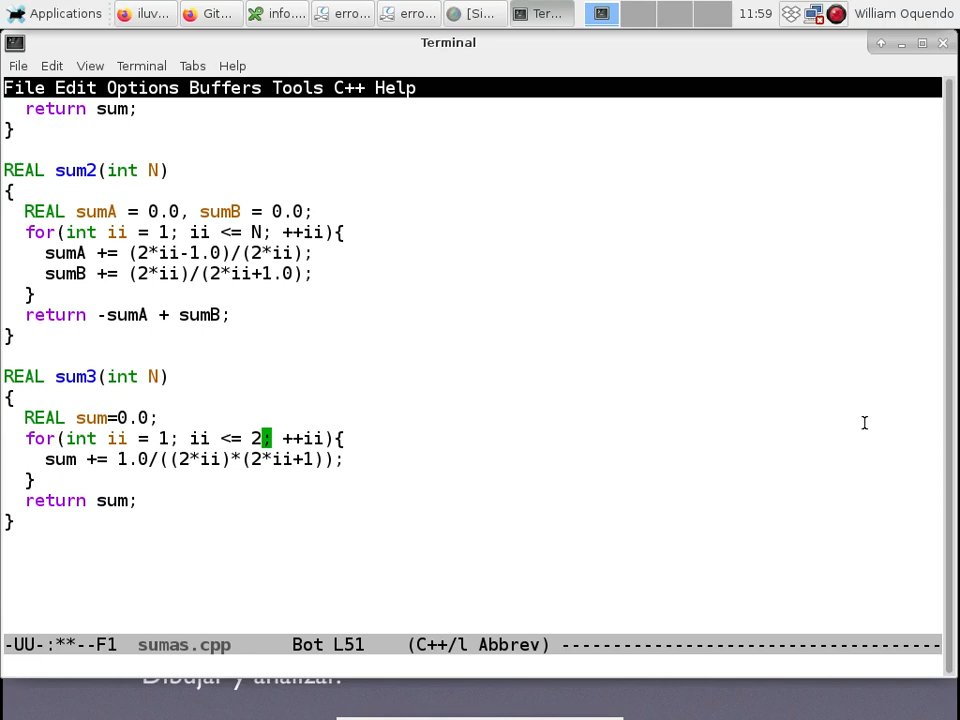 Applications iluv... Git... info.... erro... erro... [Si... Ter... 11:59 William Oquendo
Terminal
File Edit View Terminal Tabs Help
File Edit Options Buffers Tools C++ Help
  return sum;
}

REAL sum2(int N)
{
  REAL sumA = 0.0, sumB = 0.0;
  for(int ii = 1; ii <= N; ++ii){
    sumA += (2*ii-1.0)/(2*ii);
    sumB += (2*ii)/(2*ii+1.0);
  }
  return -sumA + sumB;
}

REAL sum3(int N)
{
  REAL sum=0.0;
  for(int ii = 1; ii <= 2; ++ii){
    sum += 1.0/((2*ii)*(2*ii+1));
  }
  return sum;
}
-UU-:**--F1  sumas.cpp      Bot L51    (C++/l Abbrev) -------------------------------------
Dibujar y analizar.